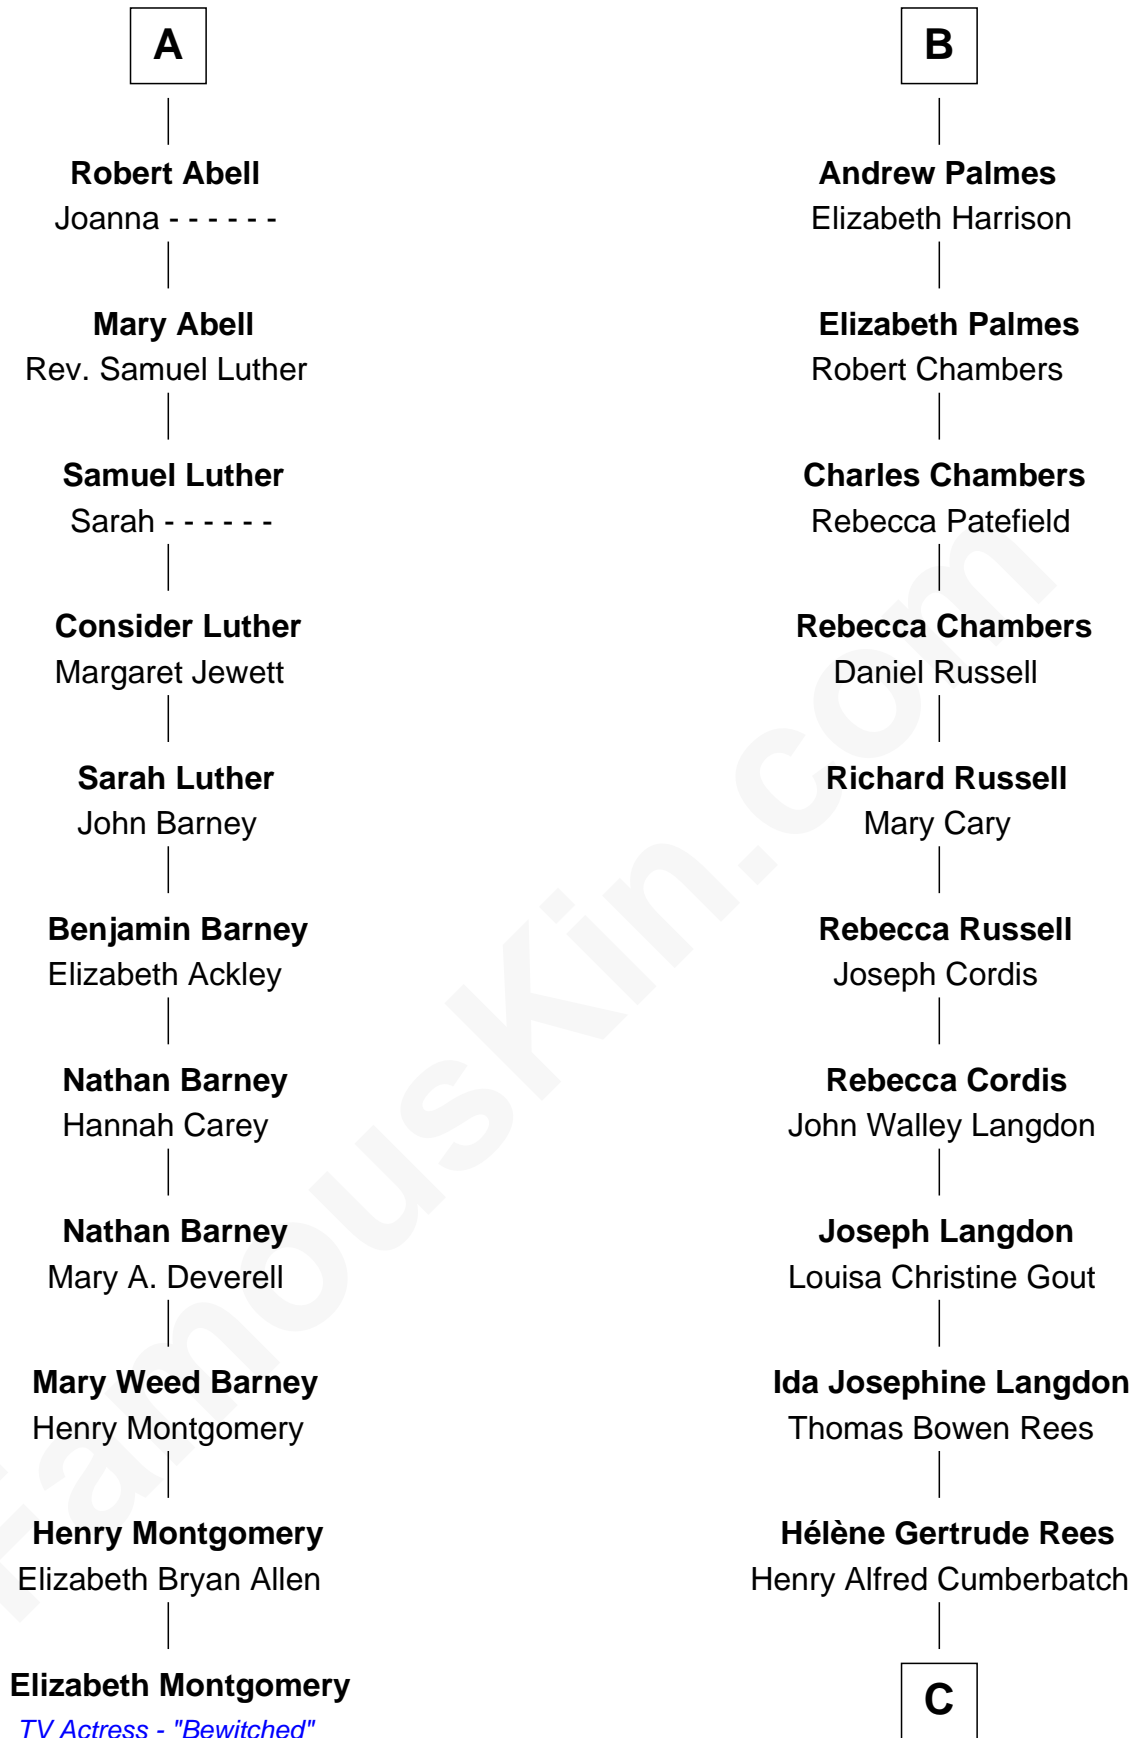 A
Robert Abell
Joanna - - - - - -
Mary Abell
Rev. Samuel Luther
Samuel Luther
Sarah - - - - - -
Consider Luther
Margaret Jewett
Sarah Luther
John Barney
Benjamin Barney
Elizabeth Ackley
Nathan Barney
Hannah Carey
Nathan Barney
Mary A. Deverell
Mary Weed Barney
Henry Montgomery
Henry Montgomery
Elizabeth Bryan Allen
Elizabeth Montgomery
TV Actress - "Bewitched"
B
Andrew Palmes
Elizabeth Harrison
Elizabeth Palmes
Robert Chambers
Charles Chambers
Rebecca Patefield
Rebecca Chambers
Daniel Russell
Richard Russell
Mary Cary
Rebecca Russell
Joseph Cordis
Rebecca Cordis
John Walley Langdon
Joseph Langdon
Louisa Christine Gout
Ida Josephine Langdon
Thomas Bowen Rees
Hélène Gertrude Rees
Henry Alfred Cumberbatch
C
FamousKin.com